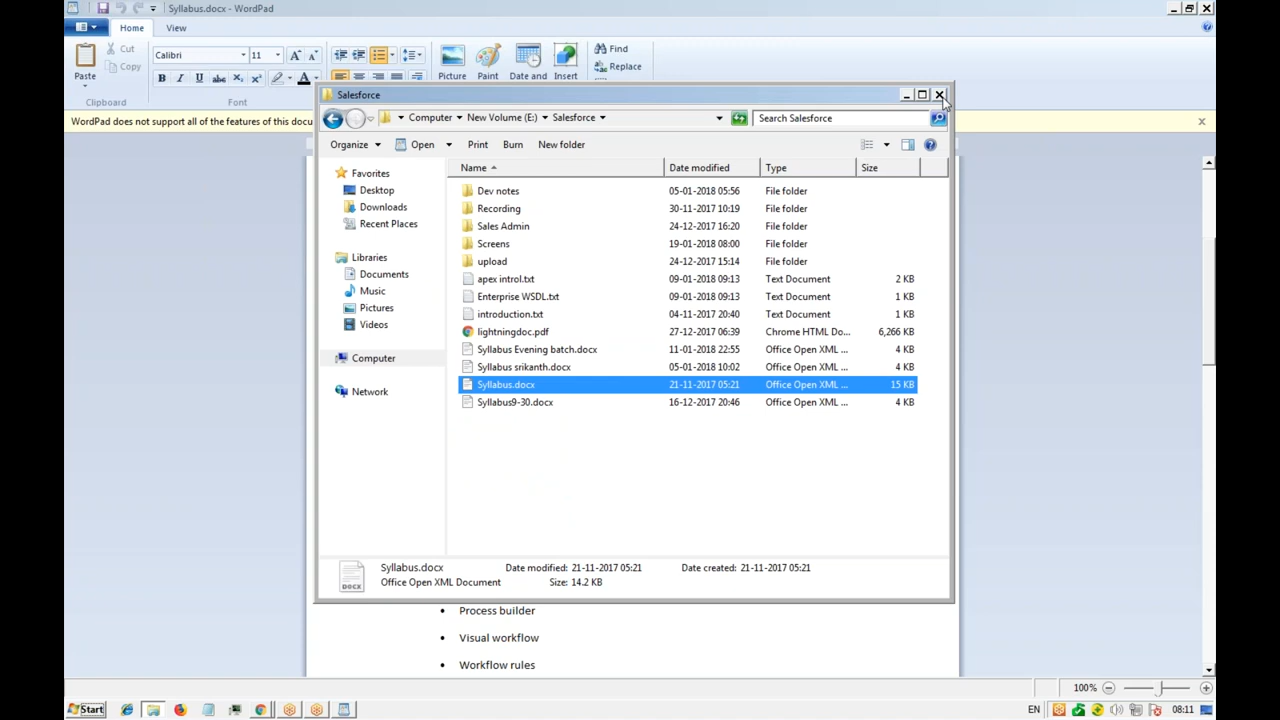 Syllabus.docx - WordPad
Home View
Cut
Copy
Paste
Clipboard
Calibri 11
B I U abc X₂ X² A
Font
Picture Paint Date and Insert
Find
Replace
WordPad does not support all of the features of this docu
Salesforce
Computer New Volume (E:) Salesforce
Search Salesforce
Organize Open Print Burn New folder
Favorites
Desktop
Downloads
Recent Places
Libraries
Documents
Music
Pictures
Videos
Computer
Network
Name Date modified Type Size
Dev notes 05-01-2018 05:56 File folder
Recording 30-11-2017 10:19 File folder
Sales Admin 24-12-2017 16:20 File folder
Screens 19-01-2018 08:00 File folder
upload 24-12-2017 15:14 File folder
apex introl.txt 09-01-2018 09:13 Text Document 2 KB
Enterprise WSDL.txt 09-01-2018 09:13 Text Document 1 KB
introduction.txt 04-11-2017 20:40 Text Document 1 KB
lightningdoc.pdf 27-12-2017 06:39 Chrome HTML Do... 6,266 KB
Syllabus Evening batch.docx 11-01-2018 22:55 Office Open XML ... 4 KB
Syllabus srikanth.docx 05-01-2018 10:02 Office Open XML ... 4 KB
Syllabus.docx 21-11-2017 05:21 Office Open XML ... 15 KB
Syllabus9-30.docx 16-12-2017 20:46 Office Open XML ... 4 KB
DOCX
Syllabus.docx Date modified: 21-11-2017 05:21 Date created: 21-11-2017 05:21
Office Open XML Document Size: 14.2 KB
• Process builder
• Visual workflow
• Workflow rules
100%
Start
EN 08:11